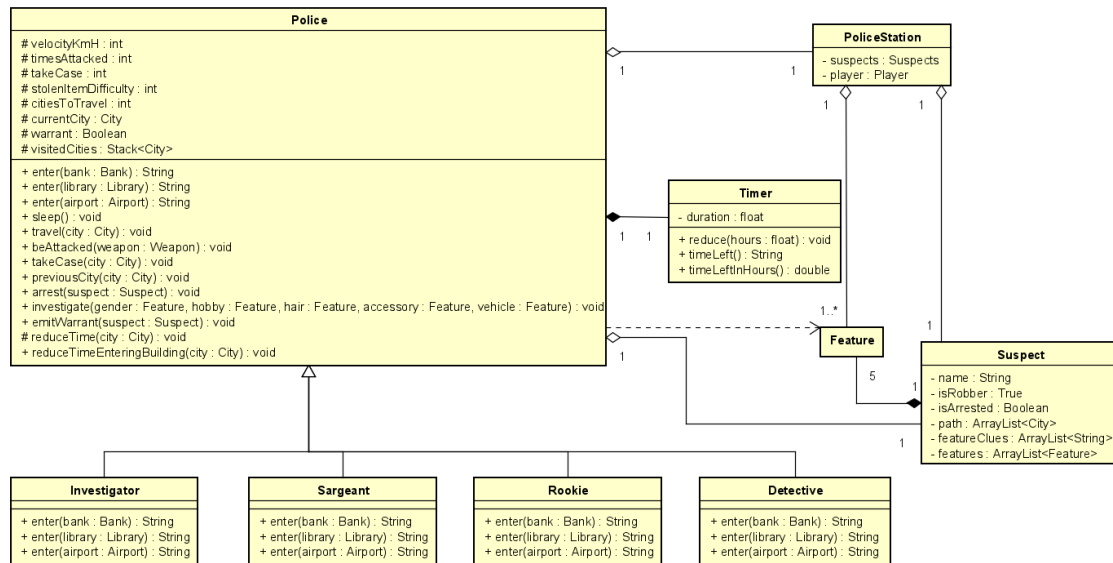 Police
# velocityKmH : int
# timesAttacked : int
# takeCase : int
# stolenItemDifficulty : int
# citiesToTravel : int
# currentCity : City
# warrant : Boolean
# visitedCities : Stack<City>
+ enter(bank : Bank) : String
+ enter(library : Library) : String
+ enter(airport : Airport) : String
+ sleep() : void
+ travel(city : City) : void
+ beAttacked(weapon : Weapon) : void
+ takeCase(city : City) : void
+ previousCity(city : City) : void
+ arrest(suspect : Suspect) : void
+ investigate(gender : Feature, hobby : Feature, hair : Feature, accessory : Feature, vehicle : Feature) : void
+ emitWarrant(suspect : Suspect) : void
# reduceTime(city : City) : void
+ reduceTimeEnteringBuilding(city : City) : void
1
1
PoliceStation
- suspects : Suspects
- player : Player
1
1
1
1
Timer
- duration : float
+ reduce(hours : float) : void
+ timeLeft() : String
+ timeLeftInHours() : double
1..*
Feature
1
5
1
1
1
Suspect
- name : String
- isRobber : True
- isArrested : Boolean
- path : ArrayList<City>
- featureClues : ArrayList<String>
- features : ArrayList<Feature>
Investigator
+ enter(bank : Bank) : String
+ enter(library : Library) : String
+ enter(airport : Airport) : String
Sargeant
+ enter(bank : Bank) : String
+ enter(library : Library) : String
+ enter(airport : Airport) : String
Rookie
+ enter(bank : Bank) : String
+ enter(library : Library) : String
+ enter(airport : Airport) : String
Detective
+ enter(bank : Bank) : String
+ enter(library : Library) : String
+ enter(airport : Airport) : String